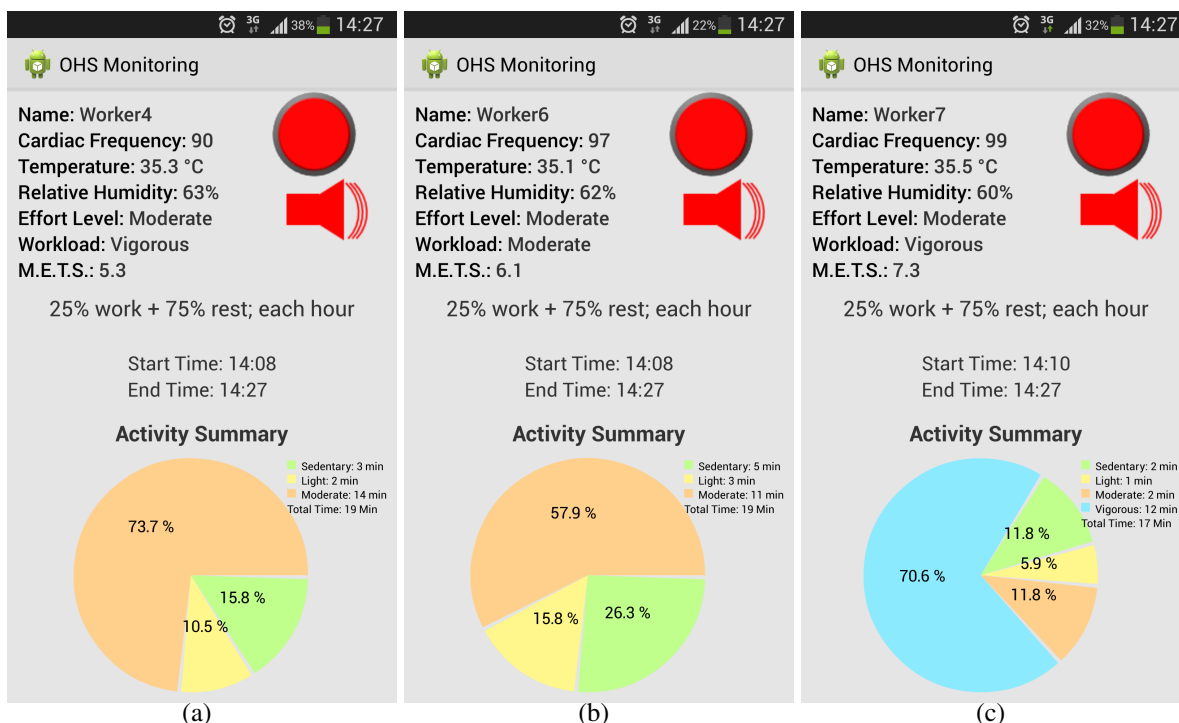 3G 38% 14:27
OHS Monitoring
Name: Worker4
Cardiac Frequency: 90
Temperature: 35.3 °C
Relative Humidity: 63%
Effort Level: Moderate
Workload: Vigorous
M.E.T.S.: 5.3
25% work + 75% rest; each hour
Start Time: 14:08
End Time: 14:27
Activity Summary
Sedentary: 3 min
Light: 2 min
Moderate: 14 min
Total Time: 19 Min
73.7 %
15.8 %
10.5 %
(a)
3G 22% 14:27
OHS Monitoring
Name: Worker6
Cardiac Frequency: 97
Temperature: 35.1 °C
Relative Humidity: 62%
Effort Level: Moderate
Workload: Moderate
M.E.T.S.: 6.1
25% work + 75% rest; each hour
Start Time: 14:08
End Time: 14:27
Activity Summary
Sedentary: 5 min
Light: 3 min
Moderate: 11 min
Total Time: 19 Min
57.9 %
15.8 %
26.3 %
(b)
3G 32% 14:27
OHS Monitoring
Name: Worker7
Cardiac Frequency: 99
Temperature: 35.5 °C
Relative Humidity: 60%
Effort Level: Moderate
Workload: Vigorous
M.E.T.S.: 7.3
25% work + 75% rest; each hour
Start Time: 14:10
End Time: 14:27
Activity Summary
Sedentary: 2 min
Light: 1 min
Moderate: 2 min
Vigorous: 12 min
Total Time: 17 Min
11.8 %
5.9 %
70.6 %
11.8 %
(c)